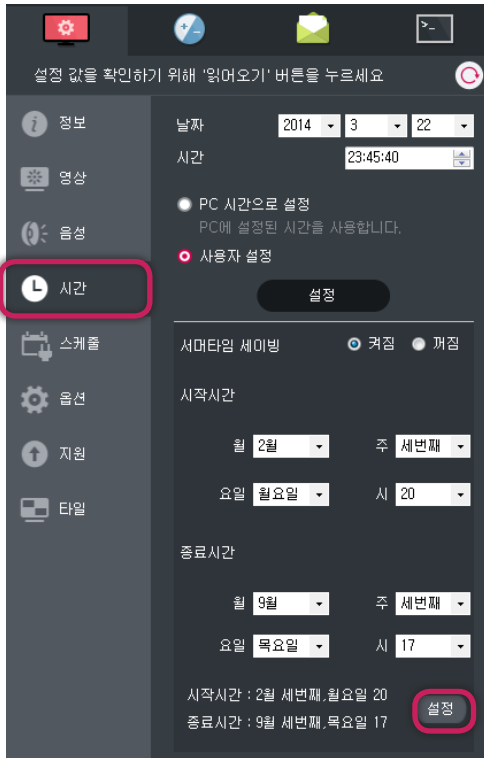 >_
설정 값을 확인하기 위해 '읽어오기' 버튼을 누르세요
정보
영상
음성
시간
스케줄
옵션
지원
타일
날짜 2014 3 22
시간 23:45:40
PC 시간으로 설정
PC에 설정된 시간을 사용합니다.
사용자 설정
설정
서머타임 세이빙 켜짐 꺼짐
시작시간
월 2월 주 세번째
요일 월요일 시 20
종료시간
월 9월 주 세번째
요일 목요일 시 17
시작시간 : 2월 세번째,월요일 20
종료시간 : 9월 세번째,목요일 17
설정